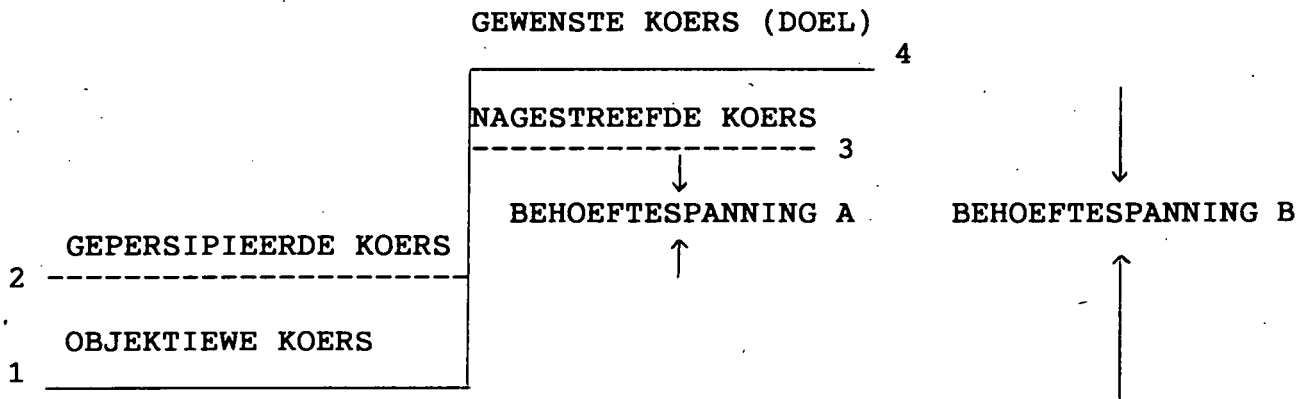 GEWENSTE KOERS (DOEL)
4
NAGESTREEFDE KOERS
3
BEHOEFTESPANNING A BEHOEFTESPANNING B
GEPERSIPIEERDE KOERS
2
OBJEKTIEWE KOERS
1